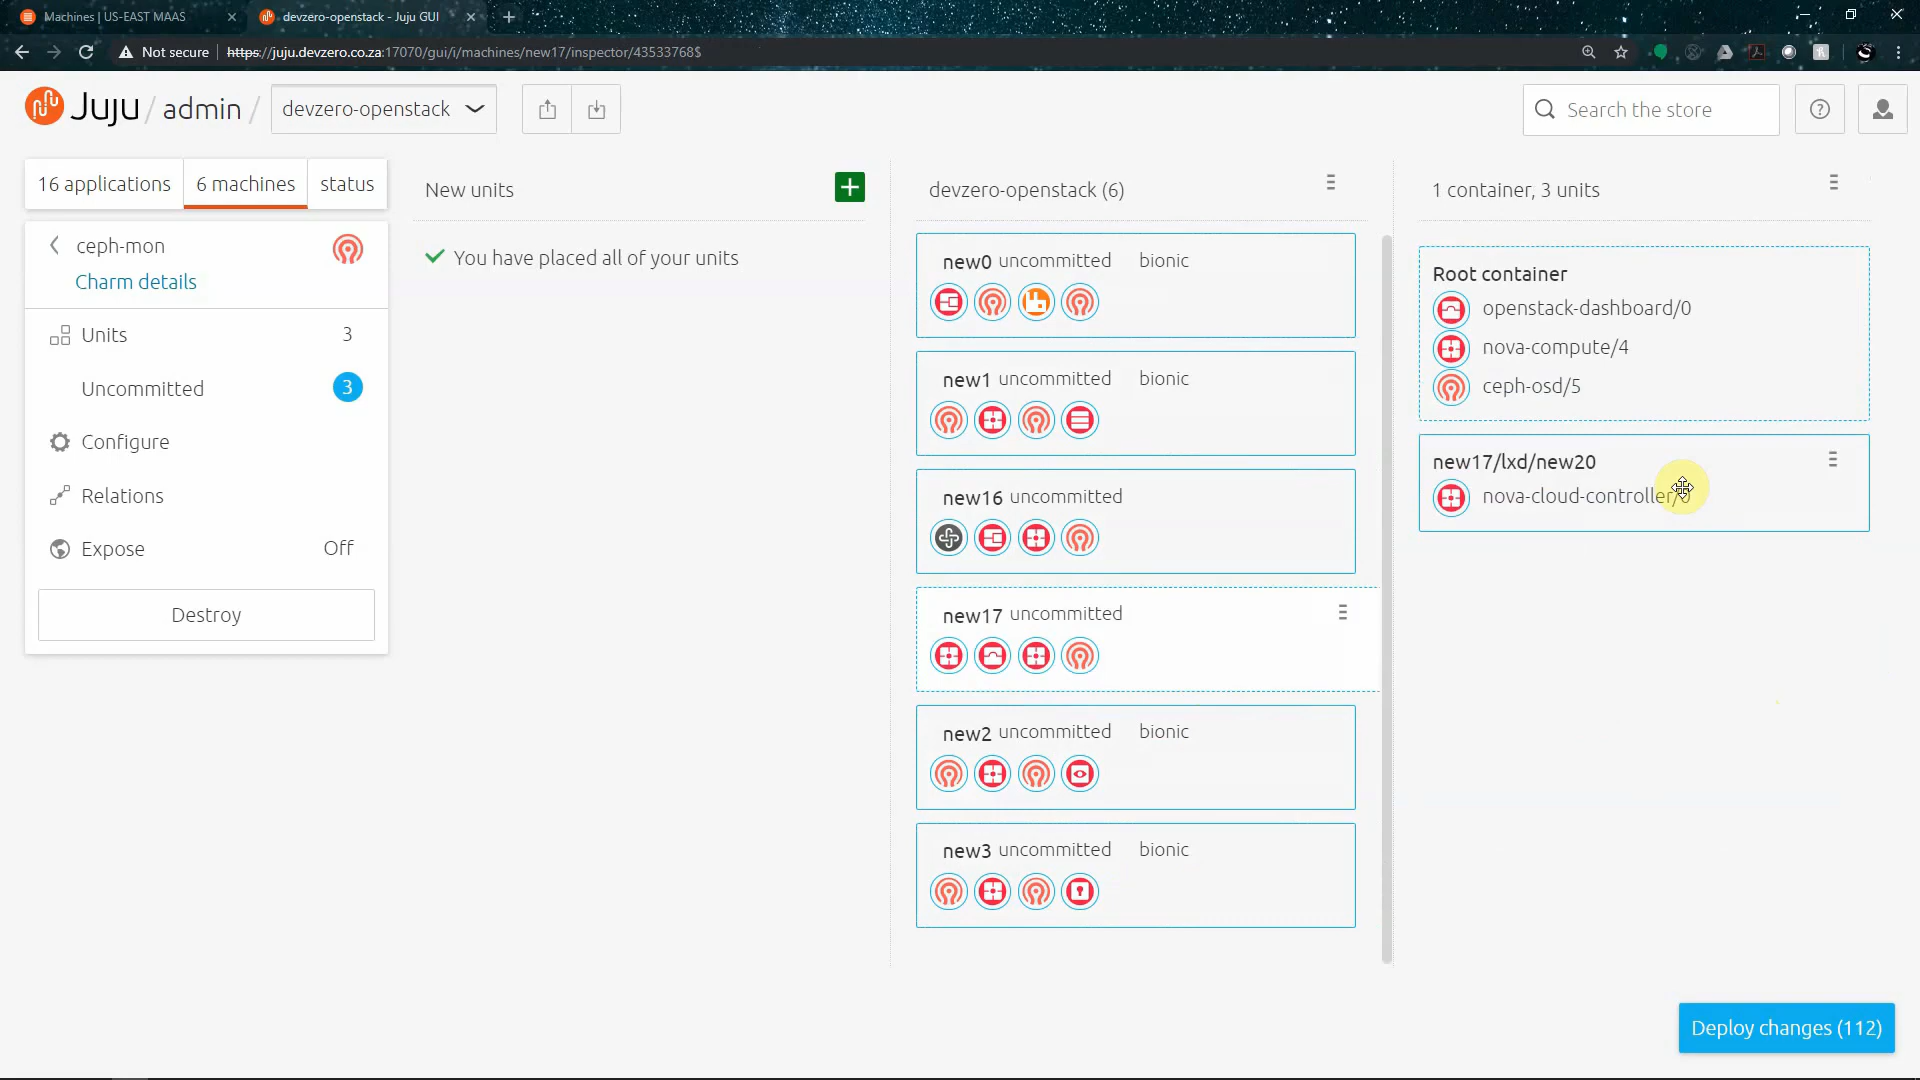 Machines | US-EAST MAAS
devzero-openstack - Juju GUI
Not secure
https://juju.devzero.co.za:17070/gui/i/machines/new17/inspector/43533768$
Juju / admin /
devzero-openstack
Search the store
16 applications
6 machines
status
ceph-mon
Charm details
Units 3
Uncommitted 3
Configure
Relations
Expose Off
Destroy
New units
You have placed all of your units
devzero-openstack (6)
new0 uncommitted bionic
new1 uncommitted bionic
new16 uncommitted
new17 uncommitted
new2 uncommitted bionic
new3 uncommitted bionic
1 container, 3 units
Root container
openstack-dashboard/0
nova-compute/4
ceph-osd/5
new17/lxd/new20
nova-cloud-controller/0
Deploy changes (112)